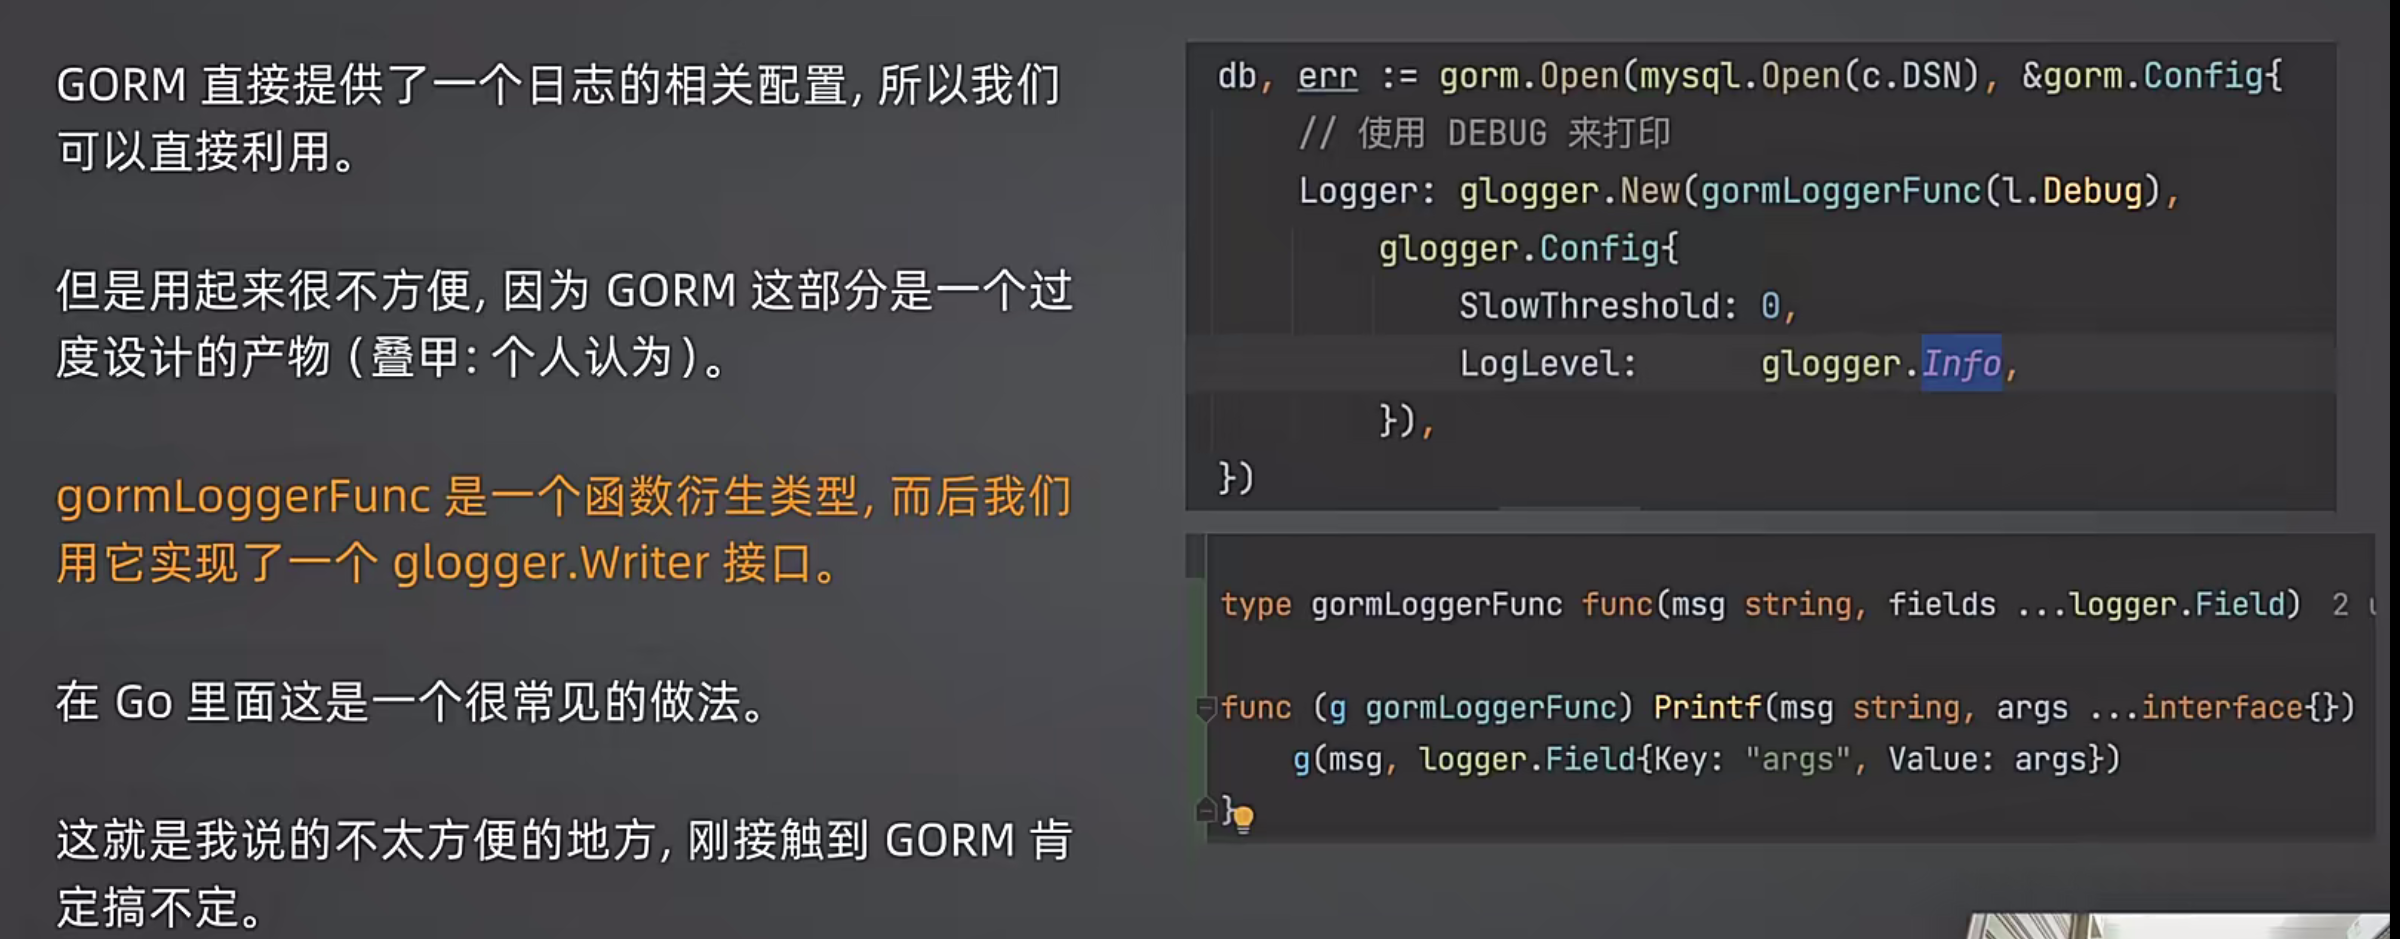 GORM 直接提供了一个日志的相关配置, 所以我们
可以直接利用。
但是用起来很不方便, 因为 GORM 这部分是一个过
度设计的产物 (叠甲: 个人认为)。
gormLoggerFunc 是一个函数衍生类型, 而后我们
用它实现了一个 glogger.Writer 接口。
在 Go 里面这是一个很常见的做法。
这就是我说的不太方便的地方, 刚接触到 GORM 肯
定搞不定。
db, err := gorm.Open(mysql.Open(c.DSN), &gorm.Config{
// 使用 DEBUG 来打印
Logger: glogger.New(gormLoggerFunc(l.Debug),
glogger.Config{
SlowThreshold: 0,
LogLevel: glogger.Info,
}),
})
type gormLoggerFunc func(msg string, fields ...logger.Field) 2
func (g gormLoggerFunc) Printf(msg string, args ...interface{})
g(msg, logger.Field{Key: "args", Value: args})
}